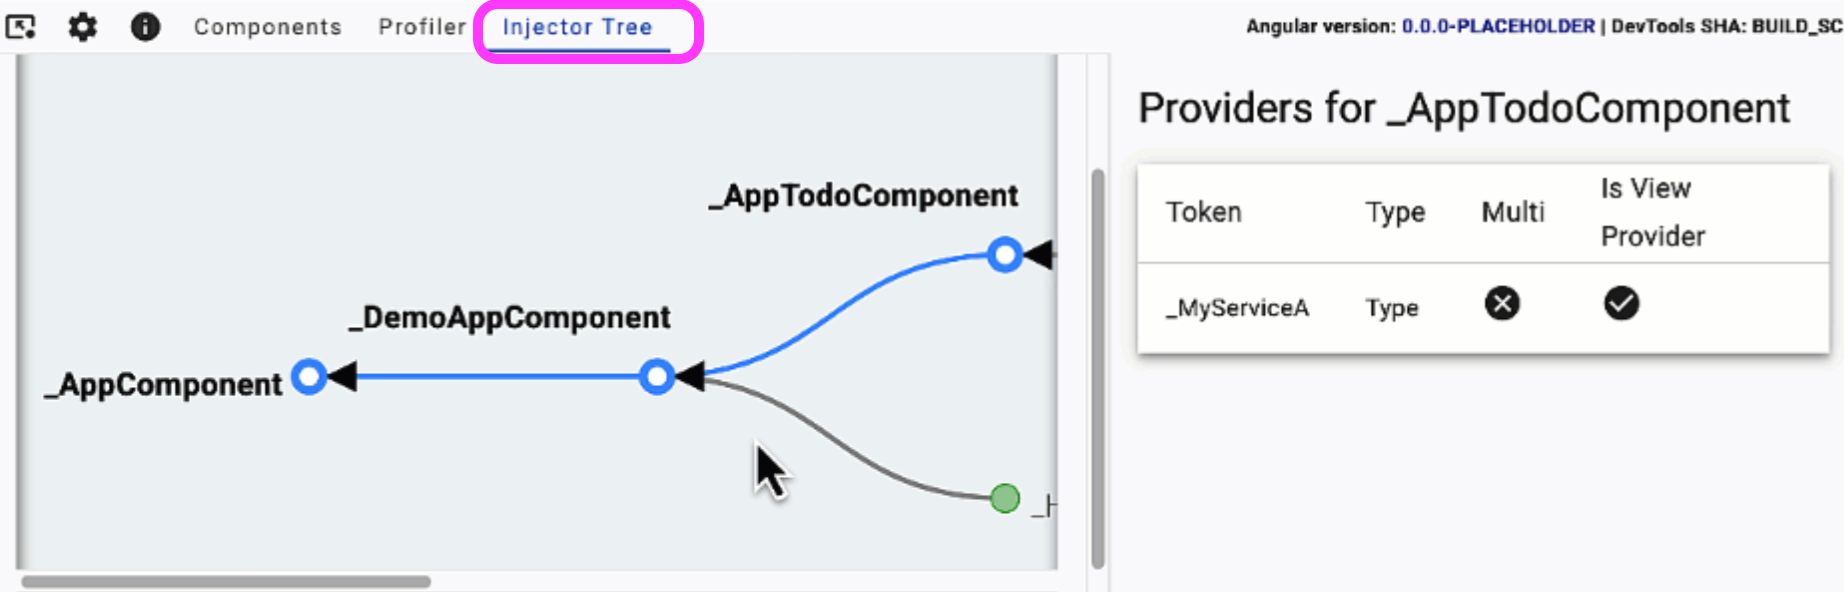 Components Profiler Injector Tree
Angular version: 0.0.0-PLACEHOLDER | DevTools SHA: BUILD_SC
_AppTodoComponent
_DemoAppComponent
_AppComponent
Providers for _AppTodoComponent
Token Type Multi Is View
Provider
_MyServiceA Type